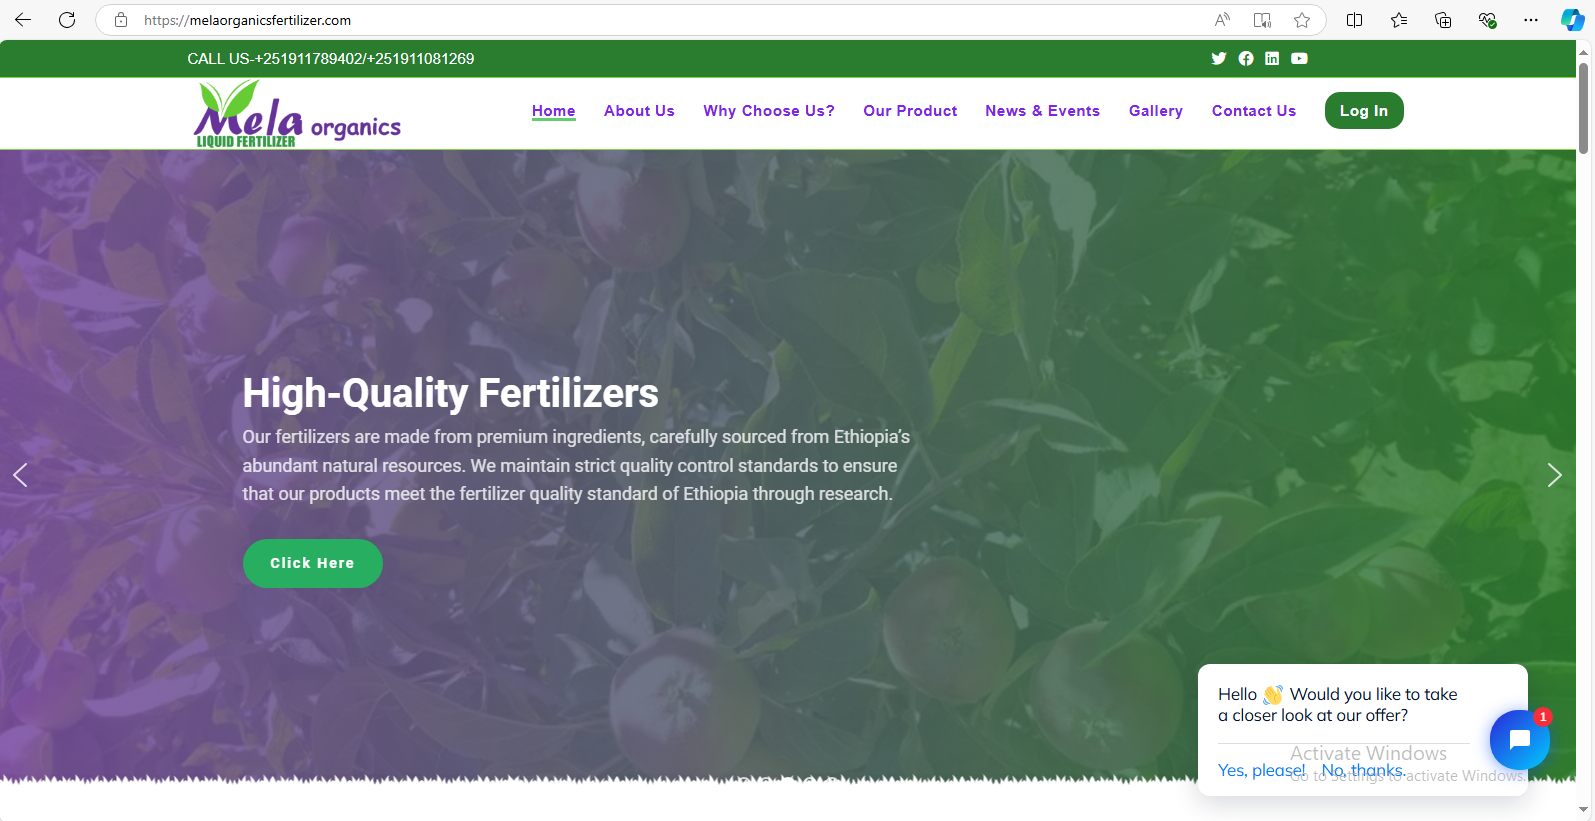 https://melaorganicsfertilizer.com
CALL US-+251911789402/+251911081269
Mela organics
LIQUID FERTILIZER
Home About Us Why Choose Us? Our Product News & Events Gallery Contact Us Log In
High-Quality Fertilizers
Our fertilizers are made from premium ingredients, carefully sourced from Ethiopia’s
abundant natural resources. We maintain strict quality control standards to ensure
that our products meet the fertilizer quality standard of Ethiopia through research.
Click Here
Hello 👋 Would you like to take
a closer look at our offer?
1
Activate Windows
Yes, please! No, thanks.
Go to Settings to activate Windows.